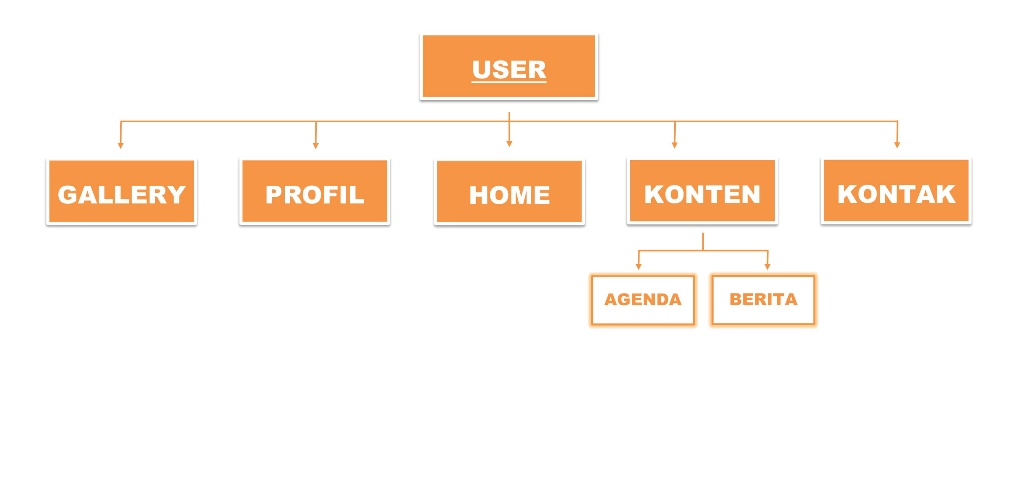 USER
GALLERY
PROFIL
HOME
KONTEN
KONTAK
AGENDA
BERITA